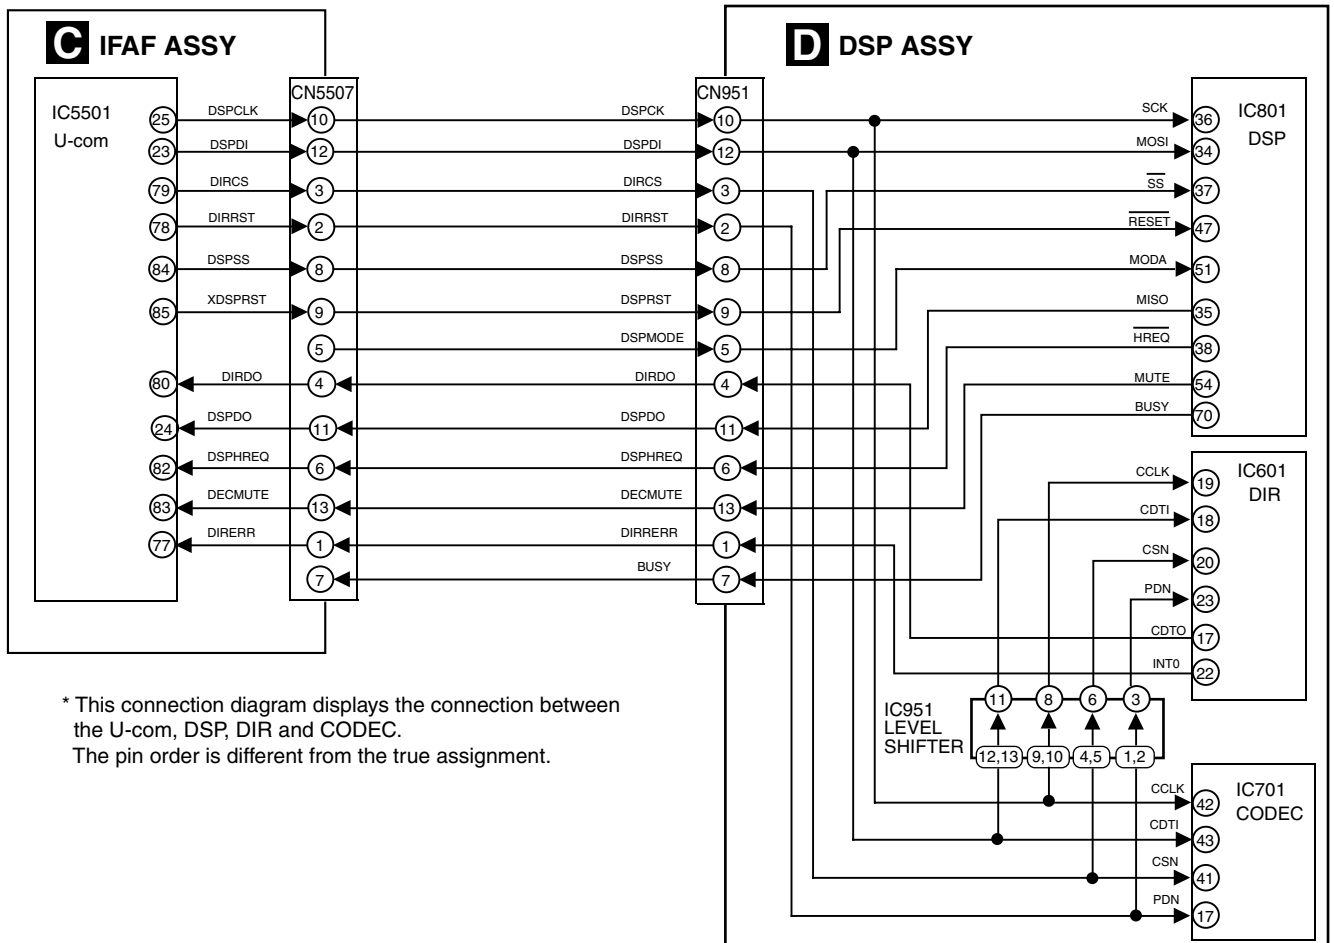 C IFAF ASSY
D DSP ASSY
IC5501
U-com
CN5507
CN951
IC801
DSP
25 DSPCLK 10 DSPCK 10 SCK 36
23 DSPDI 12 DSPDI 12 MOSI 34
79 DIRCS 3 DIRCS 3 SS 37
78 DIRRST 2 DIRRST 2 RESET 47
84 DSPSS 8 DSPSS 8 MODA 51
85 XDSPRST 9 DSPRST 9 MISO 35
5 DSPMODE 5 HREQ 38
80 DIRDO 4 DIRDO 4 MUTE 54
24 DSPDO 11 DSPDO 11 BUSY 70
82 DSPHREQ 6 DSPHREQ 6
83 DECMUTE 13 DECMUTE 13
77 DIRERR 1 DIRRERR 1
7 BUSY 7
IC601
DIR
CCLK 19
CDTI 18
CSN 20
PDN 23
CDTO 17
INT0 22
IC951
LEVEL
SHIFTER
11 8 6 3
12,13 9,10 4,5 1,2
IC701
CODEC
CCLK 42
CDTI 43
CSN 41
PDN 17
* This connection diagram displays the connection between
the U-com, DSP, DIR and CODEC.
The pin order is different from the true assignment.